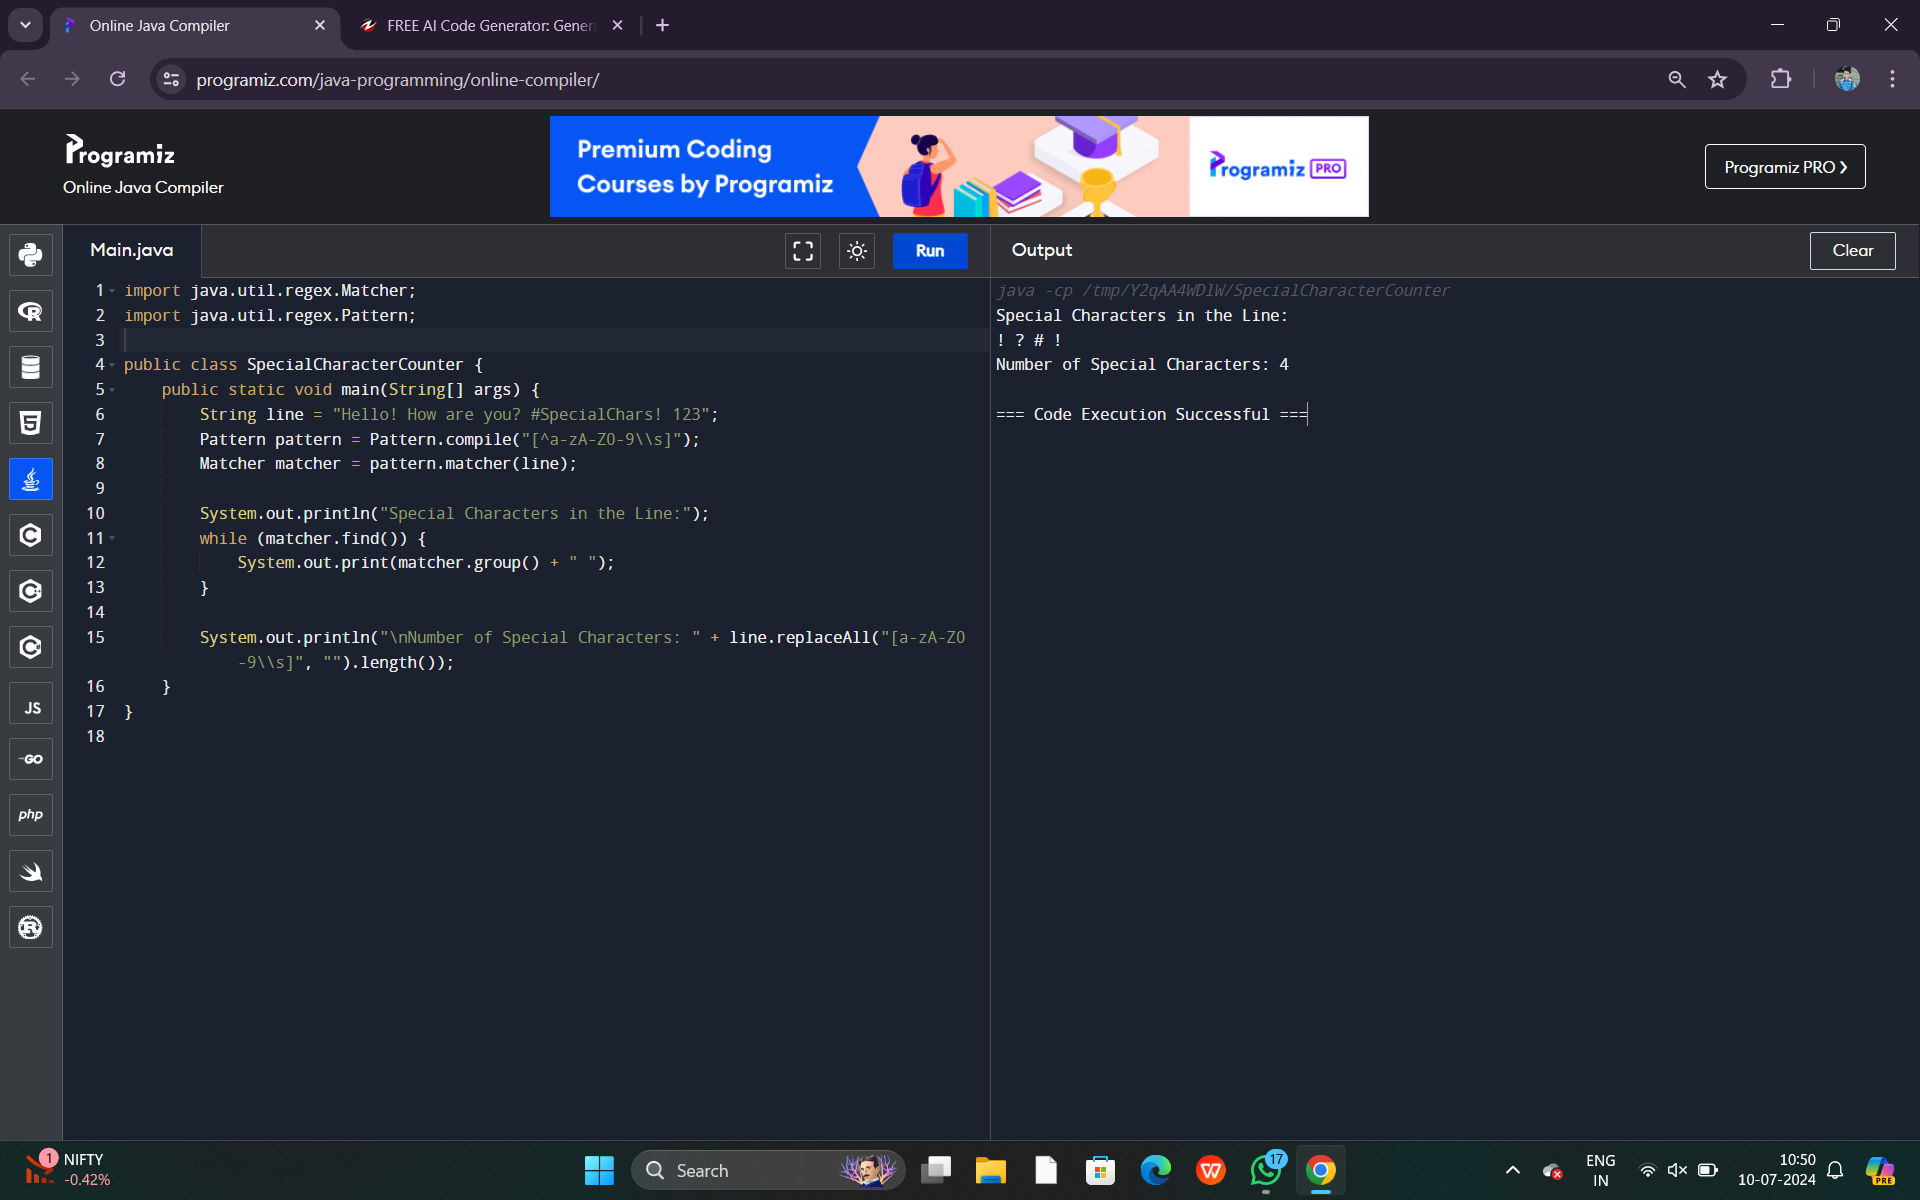 Online Java Compiler
FREE AI Code Generator: Gener
programiz.com/java-programming/online-compiler/
Programiz
Online Java Compiler
Premium Coding
Courses by Programiz
Programiz PRO
Programiz PRO ❯
Main.java
Run
Output
Clear
1 import java.util.regex.Matcher;
2 import java.util.regex.Pattern;
3
4 public class SpecialCharacterCounter {
5 public static void main(String[] args) {
6 String line = "Hello! How are you? #SpecialChars! 123";
7 Pattern pattern = Pattern.compile("[^a-zA-Z0-9\\s]");
8 Matcher matcher = pattern.matcher(line);
9
10 System.out.println("Special Characters in the Line:");
11 while (matcher.find()) {
12 System.out.print(matcher.group() + " ");
13 }
14
15 System.out.println("\nNumber of Special Characters: " + line.replaceAll("[a-zA-Z0
-9\\s]", "").length());
16 }
17 }
18
java -cp /tmp/Y2qAA4WDlW/SpecialCharacterCounter
Special Characters in the Line:
! ? # !
Number of Special Characters: 4
=== Code Execution Successful ===
JS
GO
php
1
NIFTY
-0.42%
Search
17
ENG
IN
10:50
10-07-2024
PRE